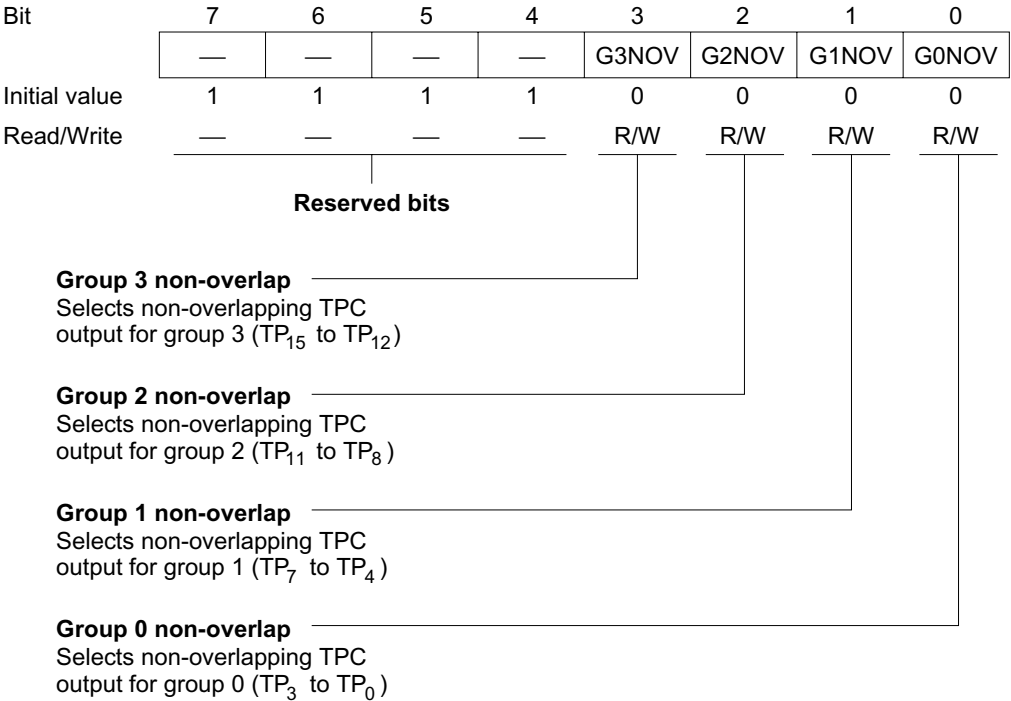 Bit 7 6 5 4 3 2 1 0
— — — — G3NOV G2NOV G1NOV G0NOV
Initial value 1 1 1 1 0 0 0 0
Read/Write — — — — R/W R/W R/W R/W
Reserved bits
Group 3 non-overlap
Selects non-overlapping TPC
output for group 3 (TP15 to TP12)
Group 2 non-overlap
Selects non-overlapping TPC
output for group 2 (TP11 to TP8)
Group 1 non-overlap
Selects non-overlapping TPC
output for group 1 (TP7 to TP4)
Group 0 non-overlap
Selects non-overlapping TPC
output for group 0 (TP3 to TP0)